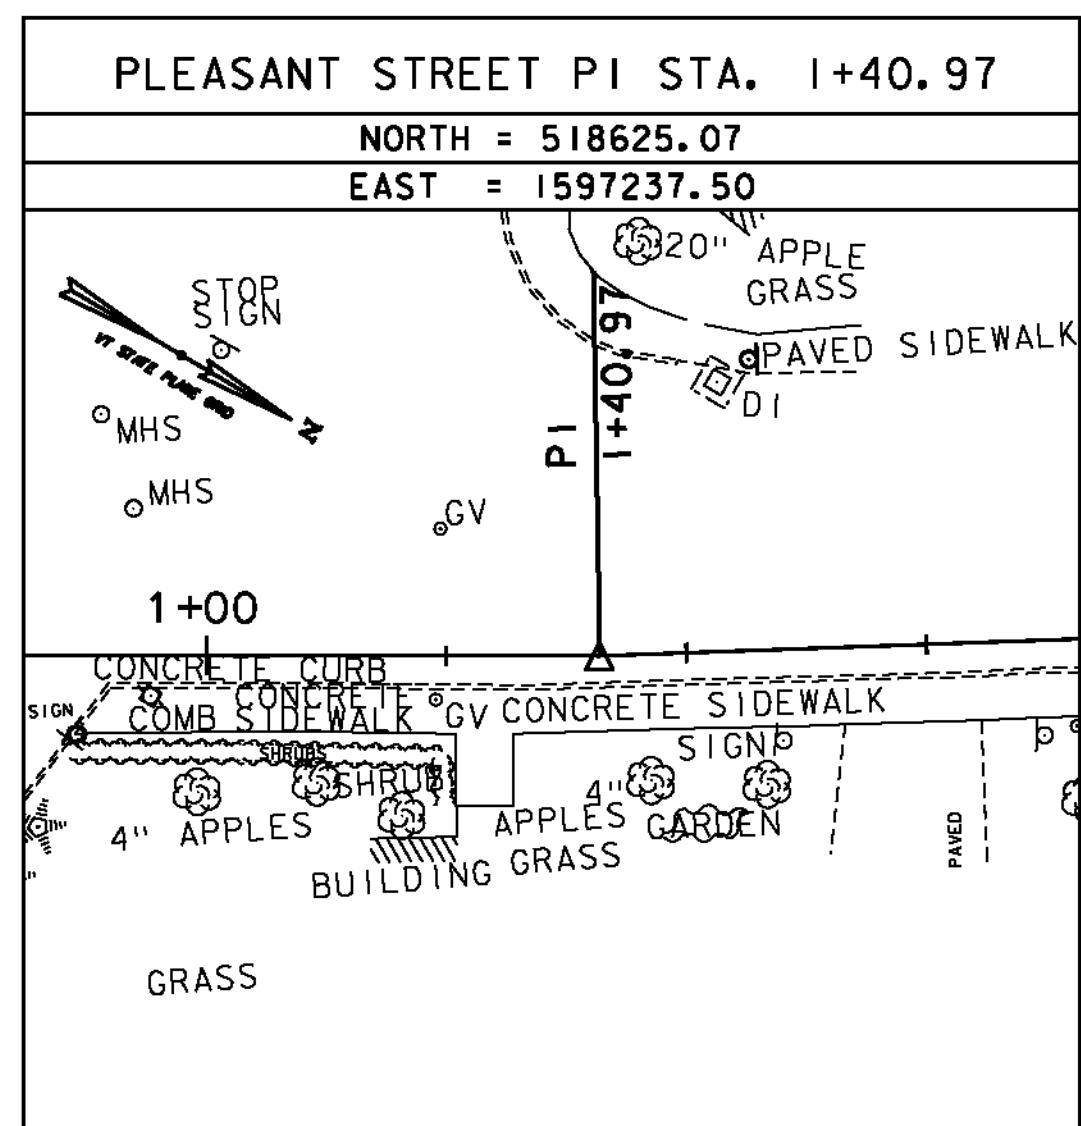 PLEASANT STREET PI STA. 1+40.97
NORTH = 518625.07
EAST = 1597237.50
20" APPLE
GRASS
STOP
SIGN
VT STATE PLANE GRID
N
PAVED SIDEWALK
DI
MHS
MHS
GV
PI
1+40.97
1+00
CONCRETE CURB
CONCRETE
COMB SIDEWALK
SIGN
GV
CONCRETE SIDEWALK
SHRUBS
SHRUB
SIGN
4" APPLES
4"
APPLES
GARDEN
PAVED
BUILDING
GRASS
GRASS